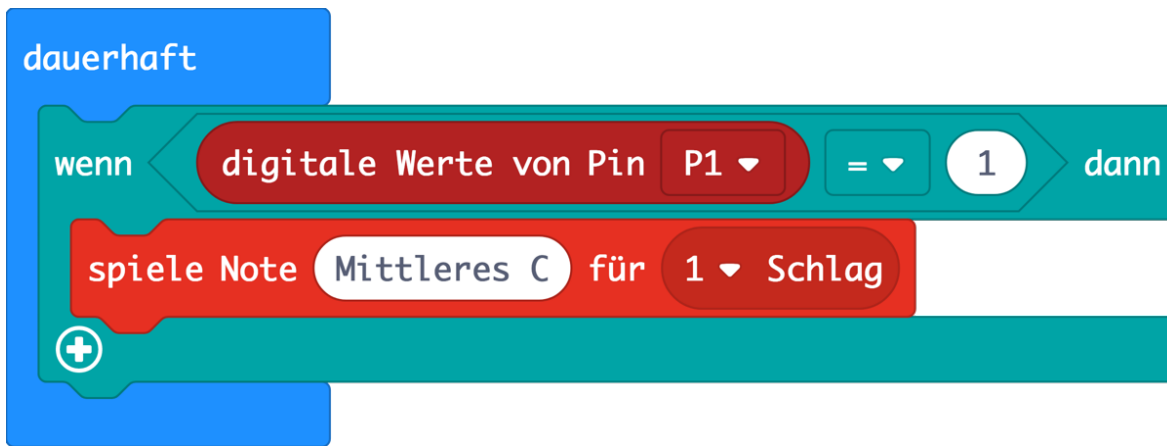 dauerhaft
wenn digitale Werte von Pin P1 = 1 dann
spiele Note Mittleres C für 1 Schlag